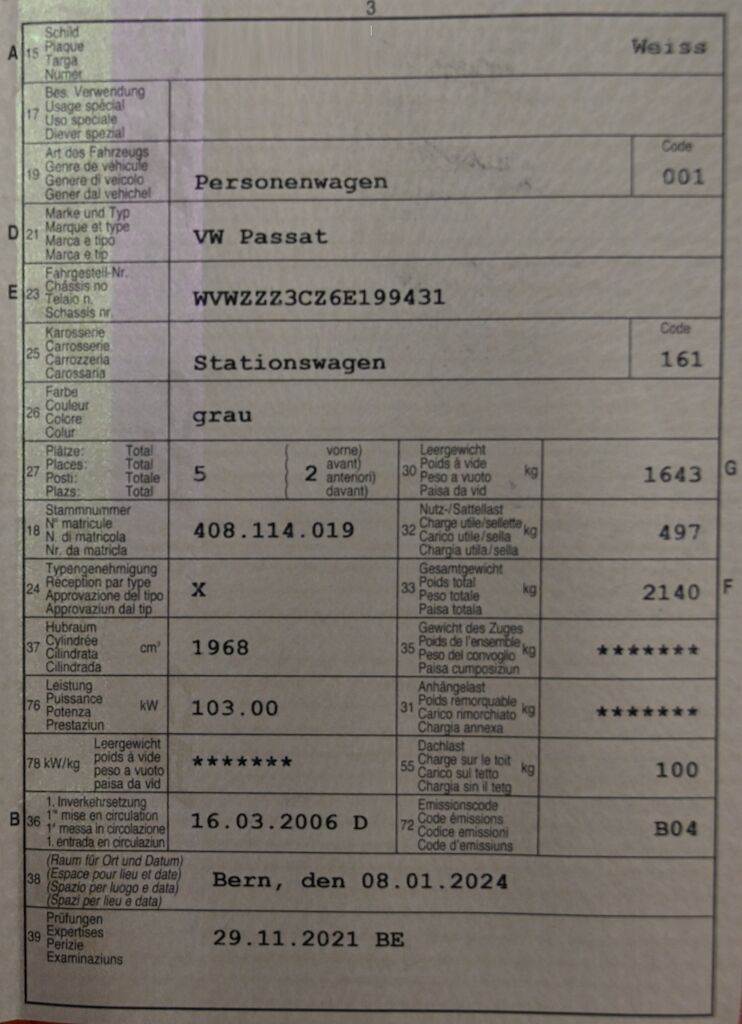 3
A 15 Schild
Plaque
Targa
Numer
Weiss
17 Bes. Verwendung
Usage spécial
Uso speciale
Diever spezial
19 Art des Fahrzeugs
Genre de véhicule
Genere di veicolo
Gener dal vehichel
Personenwagen
Code
001
D 21 Marke und Typ
Marque et type
Marca e tipo
Marca e tip
VW Passat
E 23 Fahrgestell-Nr.
Châssis no
Telaio n.
Schassis nr.
WVWZZZ3CZ6E199431
25 Karosserie
Carrosserie
Carrozzeria
Carossaria
Stationswagen
Code
161
26 Farbe
Couleur
Colore
Colur
grau
27 Plätze: Total
Places: Total
Posti: Totale
Plazs: Total
5
( 2 vorne)
avant)
anteriori)
davant)
30 Leergewicht
Poids à vide
Peso a vuoto
Paisa da vid
kg
1643 G
18 Stammnummer
N° matricule
N. di matricola
Nr. da matricla
408.114.019
32 Nutz-/Sattellast
Charge utile/sellette
Carico utile/sella
Chargia utila/sella
kg
497
24 Typengenehmigung
Réception par type
Approvazione del tipo
Approvaziun dal tip
X
33 Gesamtgewicht
Poids total
Peso totale
Paisa totala
kg
2140 F
37 Hubraum
Cylindrée
Cilindrata
Cilindrada
cm³
1968
35 Gewicht des Zuges
Poids de l'ensemble
Peso del convoglio
Paisa cumposiziun
kg
*******
76 Leistung
Puissance
Potenza
Prestaziun
kW
103.00
31 Anhängelast
Poids remorquable
Carico rimorchiato
Chargia annexa
kg
*******
78 kW/kg Leergewicht
poids à vide
peso a vuoto
paisa da vid
*******
55 Dachlast
Charge sur le toit
Carico sul tetto
Chargia sin il tetg
kg
100
B 36 1. Inverkehrsetzung
1re mise en circulation
1a messa in circolazione
1. entrada en circulaziun
16.03.2006 D
72 Emissionscode
Code émissions
Codice emissioni
Code d'emissiuns
B04
38 (Raum für Ort und Datum)
(Espace pour lieu et date)
(Spazio per luogo e data)
(Spazi per lieu e data)
Bern, den 08.01.2024
39 Prüfungen
Expertises
Perizie
Examinaziuns
29.11.2021 BE